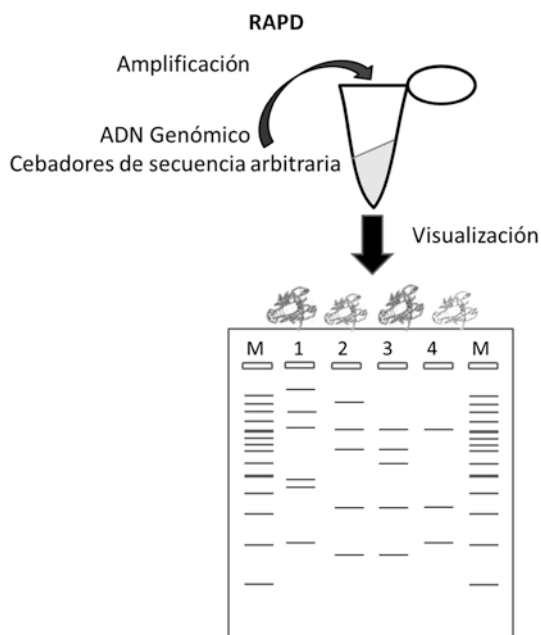 RAPD
Amplificación
ADN Genómico
Cebadores de secuencia arbitraria
Visualización
M 1 2 3 4 M